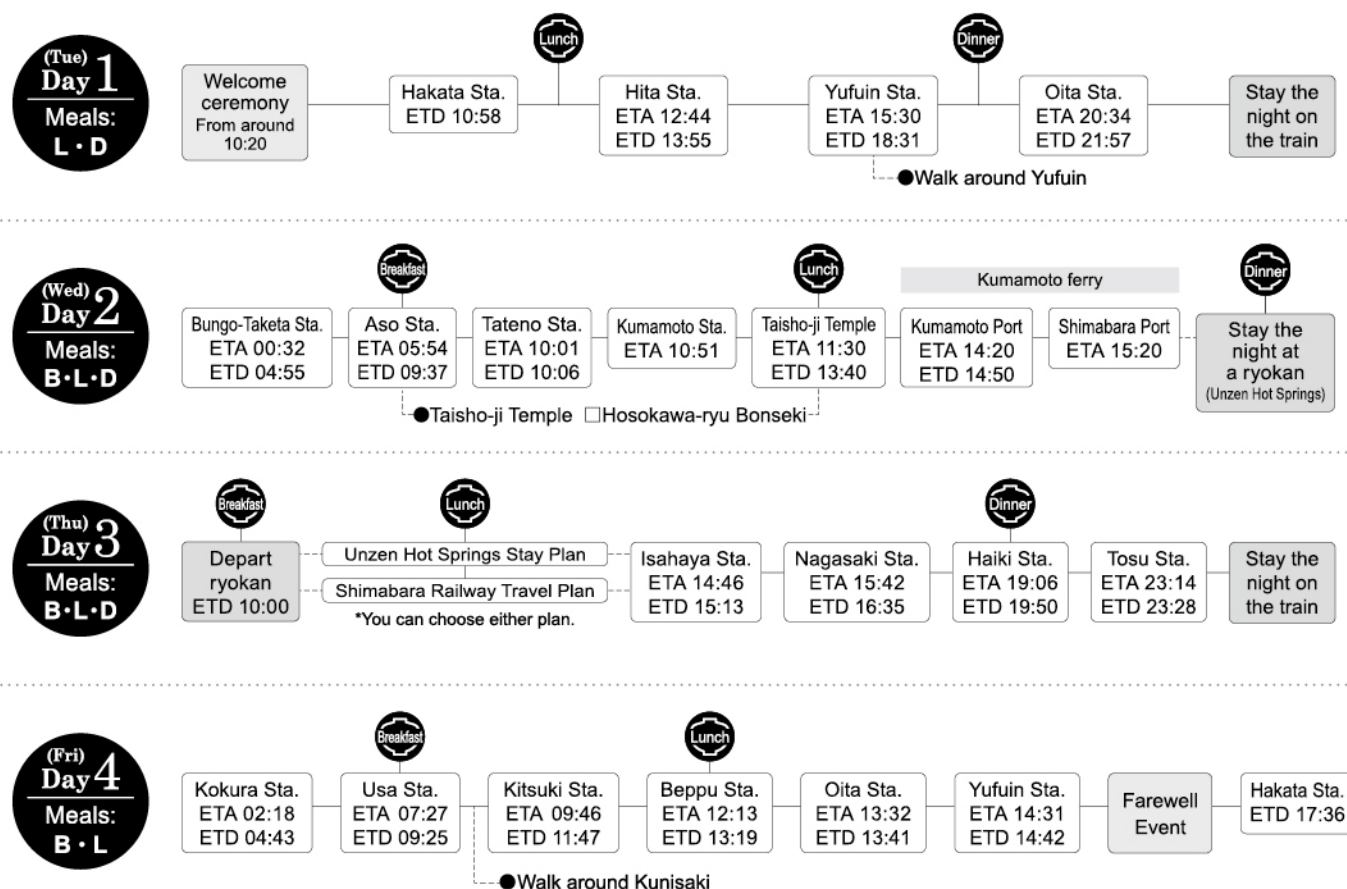 (Tue)
Day 1
Meals:
L・D
Welcome
ceremony
From around
10:20
Hakata Sta.
ETD 10:58
Lunch
Hita Sta.
ETA 12:44
ETD 13:55
Yufuin Sta.
ETA 15:30
ETD 18:31
●Walk around Yufuin
Dinner
Oita Sta.
ETA 20:34
ETD 21:57
Stay the
night on
the train
(Wed)
Day 2
Meals:
B・L・D
Bungo-Taketa Sta.
ETA 00:32
ETD 04:55
Breakfast
Aso Sta.
ETA 05:54
ETD 09:37
Tateno Sta.
ETA 10:01
ETD 10:06
Kumamoto Sta.
ETA 10:51
Lunch
Taisho-ji Temple
ETA 11:30
ETD 13:40
●Taisho-ji Temple □Hosokawa-ryu Bonseki
Kumamoto ferry
Kumamoto Port
ETA 14:20
ETD 14:50
Shimabara Port
ETA 15:20
Dinner
Stay the
night at
a ryokan
(Unzen Hot Springs)
(Thu)
Day 3
Meals:
B・L・D
Breakfast
Depart
ryokan
ETD 10:00
Lunch
Unzen Hot Springs Stay Plan
Shimabara Railway Travel Plan
*You can choose either plan.
Isahaya Sta.
ETA 14:46
ETD 15:13
Nagasaki Sta.
ETA 15:42
ETD 16:35
Dinner
Haiki Sta.
ETA 19:06
ETD 19:50
Tosu Sta.
ETA 23:14
ETD 23:28
Stay the
night on
the train
(Fri)
Day 4
Meals:
B・L
Kokura Sta.
ETA 02:18
ETD 04:43
Breakfast
Usa Sta.
ETA 07:27
ETD 09:25
●Walk around Kunisaki
Kitsuki Sta.
ETA 09:46
ETD 11:47
Lunch
Beppu Sta.
ETA 12:13
ETD 13:19
Oita Sta.
ETA 13:32
ETD 13:41
Yufuin Sta.
ETA 14:31
ETD 14:42
Farewell
Event
Hakata Sta.
ETD 17:36